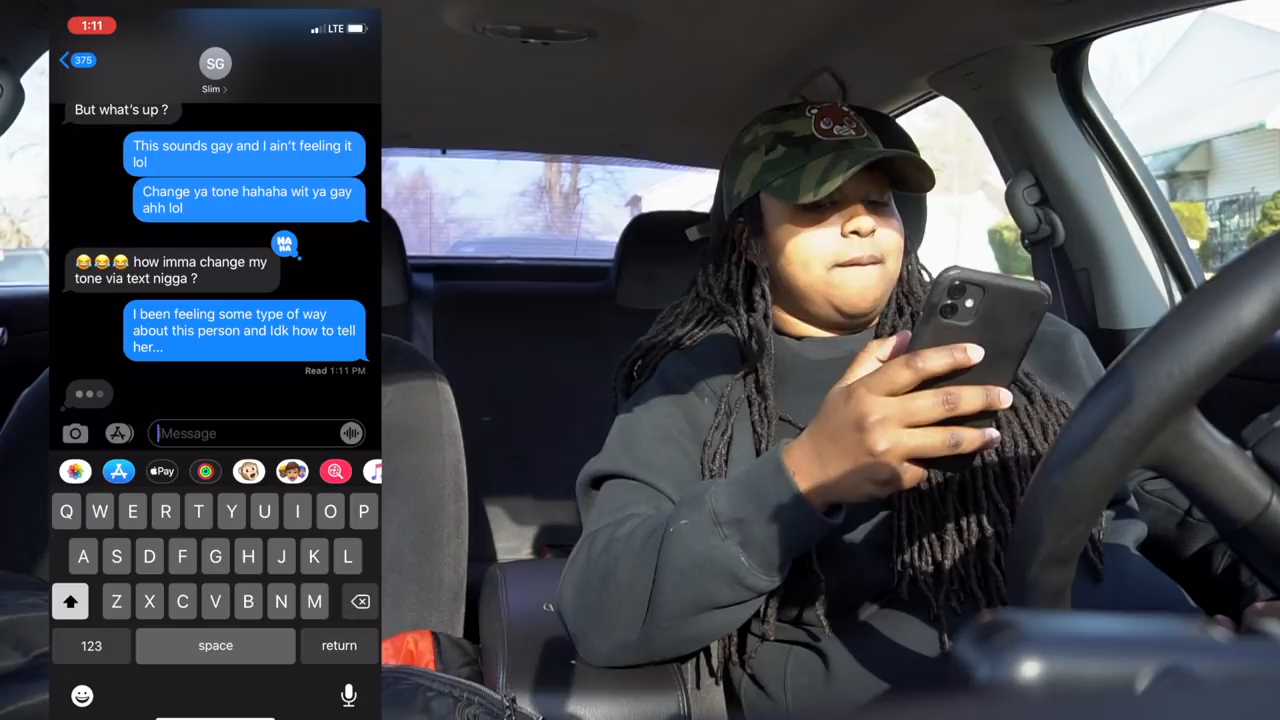 1:11
LTE
375
SG
Slim >
But what's up ?
This sounds gay and I ain't feeling it
lol
Change ya tone hahaha wit ya gay
ahh lol
HA
HA
😂😂😂 how imma change my
tone via text nigga ?
I been feeling some type of way
about this person and Idk how to tell
her...
Read 1:11 PM
iMessage
Pay
Q W E R T Y U I O P
A S D F G H J K L
Z X C V B N M
123 space return